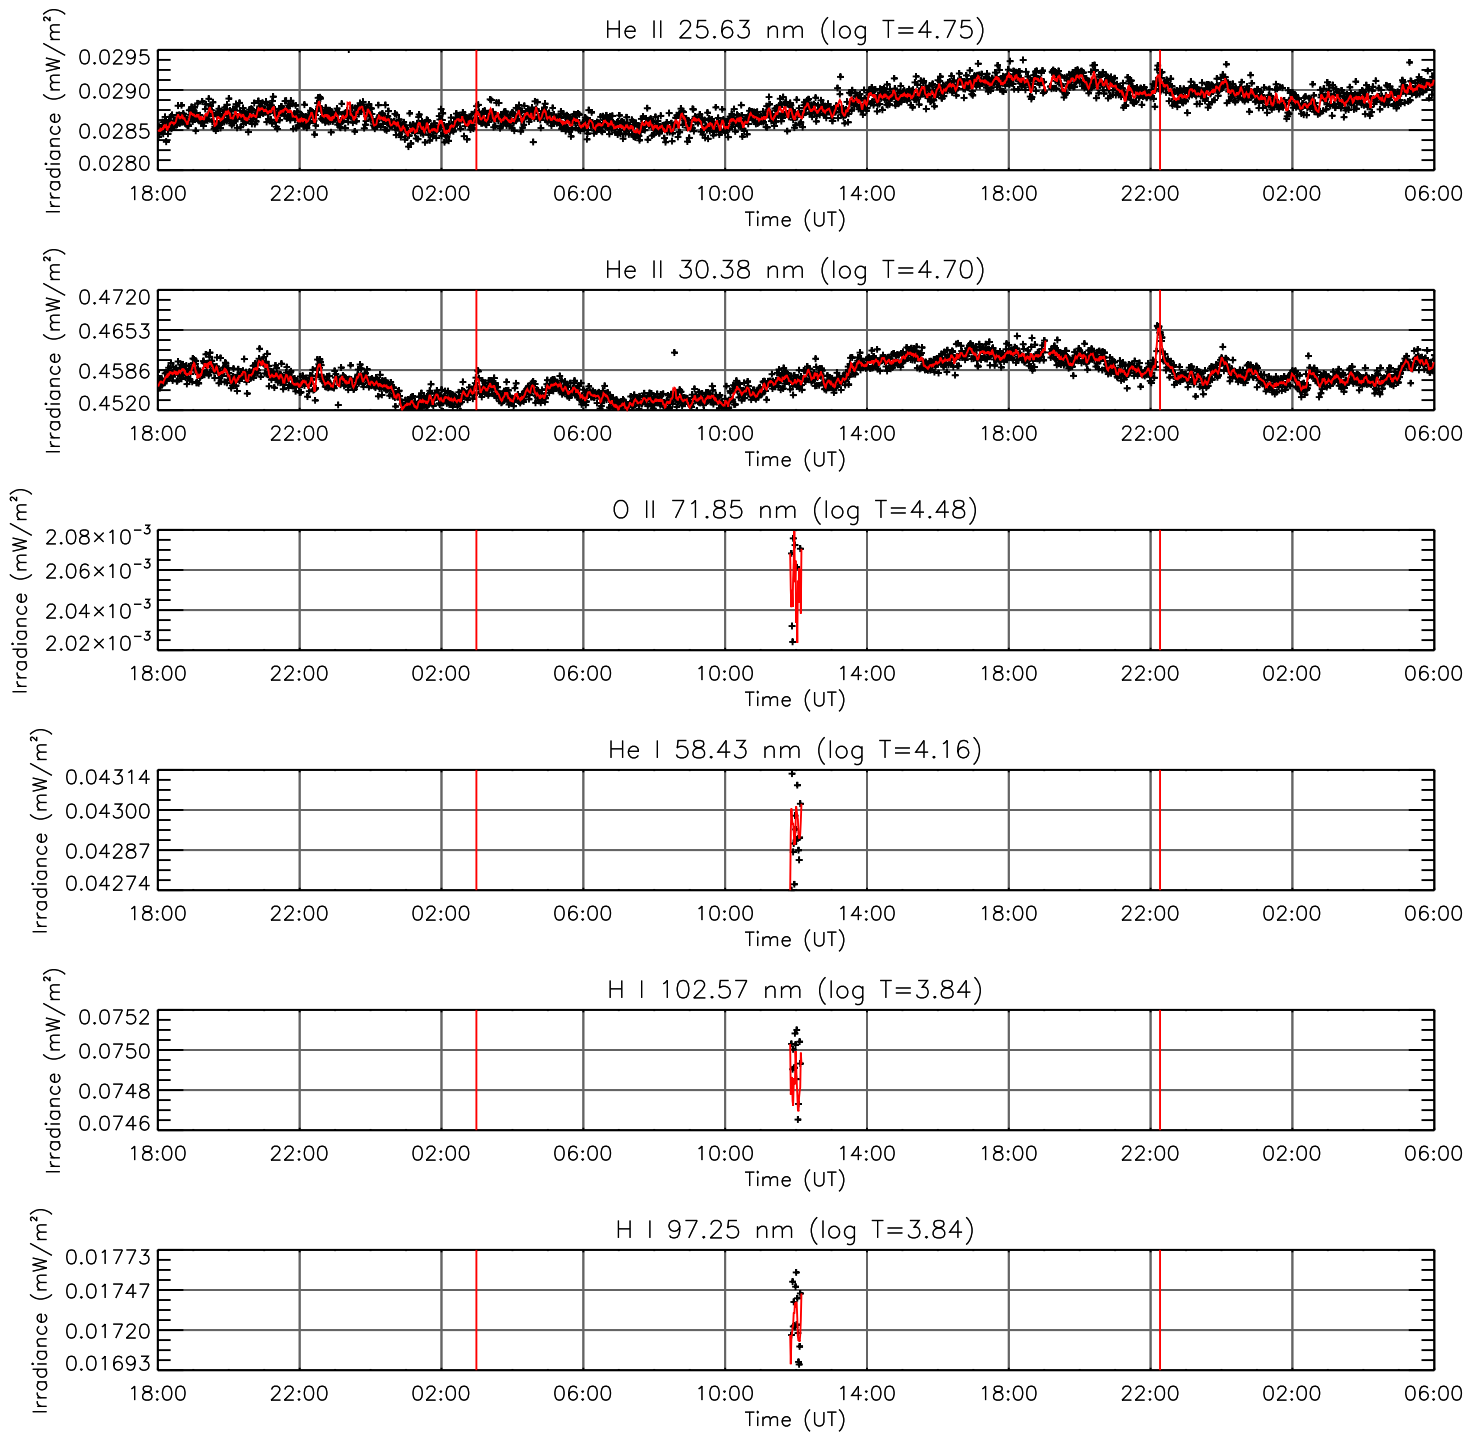 He II 25.63 nm (log T=4.75)
Irradiance (mW/m²)
0.0295
0.0290
0.0285
0.0280
18:00 22:00 02:00 06:00 10:00 14:00 18:00 22:00 02:00 06:00
Time (UT)
He II 30.38 nm (log T=4.70)
Irradiance (mW/m²)
0.4720
0.4653
0.4586
0.4520
18:00 22:00 02:00 06:00 10:00 14:00 18:00 22:00 02:00 06:00
Time (UT)
O II 71.85 nm (log T=4.48)
Irradiance (mW/m²)
2.08×10⁻³
2.06×10⁻³
2.04×10⁻³
2.02×10⁻³
18:00 22:00 02:00 06:00 10:00 14:00 18:00 22:00 02:00 06:00
Time (UT)
He I 58.43 nm (log T=4.16)
Irradiance (mW/m²)
0.04314
0.04300
0.04287
0.04274
18:00 22:00 02:00 06:00 10:00 14:00 18:00 22:00 02:00 06:00
Time (UT)
H I 102.57 nm (log T=3.84)
Irradiance (mW/m²)
0.0752
0.0750
0.0748
0.0746
18:00 22:00 02:00 06:00 10:00 14:00 18:00 22:00 02:00 06:00
Time (UT)
H I 97.25 nm (log T=3.84)
Irradiance (mW/m²)
0.01773
0.01747
0.01720
0.01693
18:00 22:00 02:00 06:00 10:00 14:00 18:00 22:00 02:00 06:00
Time (UT)